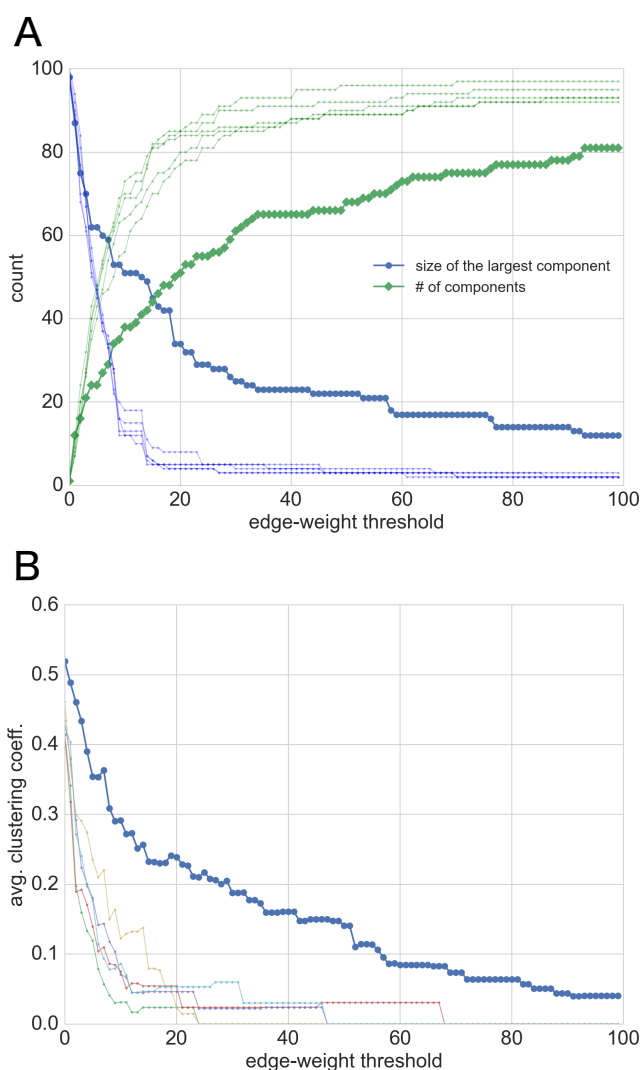 A
100
80
60
40
20
0
count
size of the largest component
# of components
0 20 40 60 80 100
edge-weight threshold
B
0.6
0.5
0.4
0.3
0.2
0.1
0.0
avg. clustering coeff.
0 20 40 60 80 100
edge-weight threshold